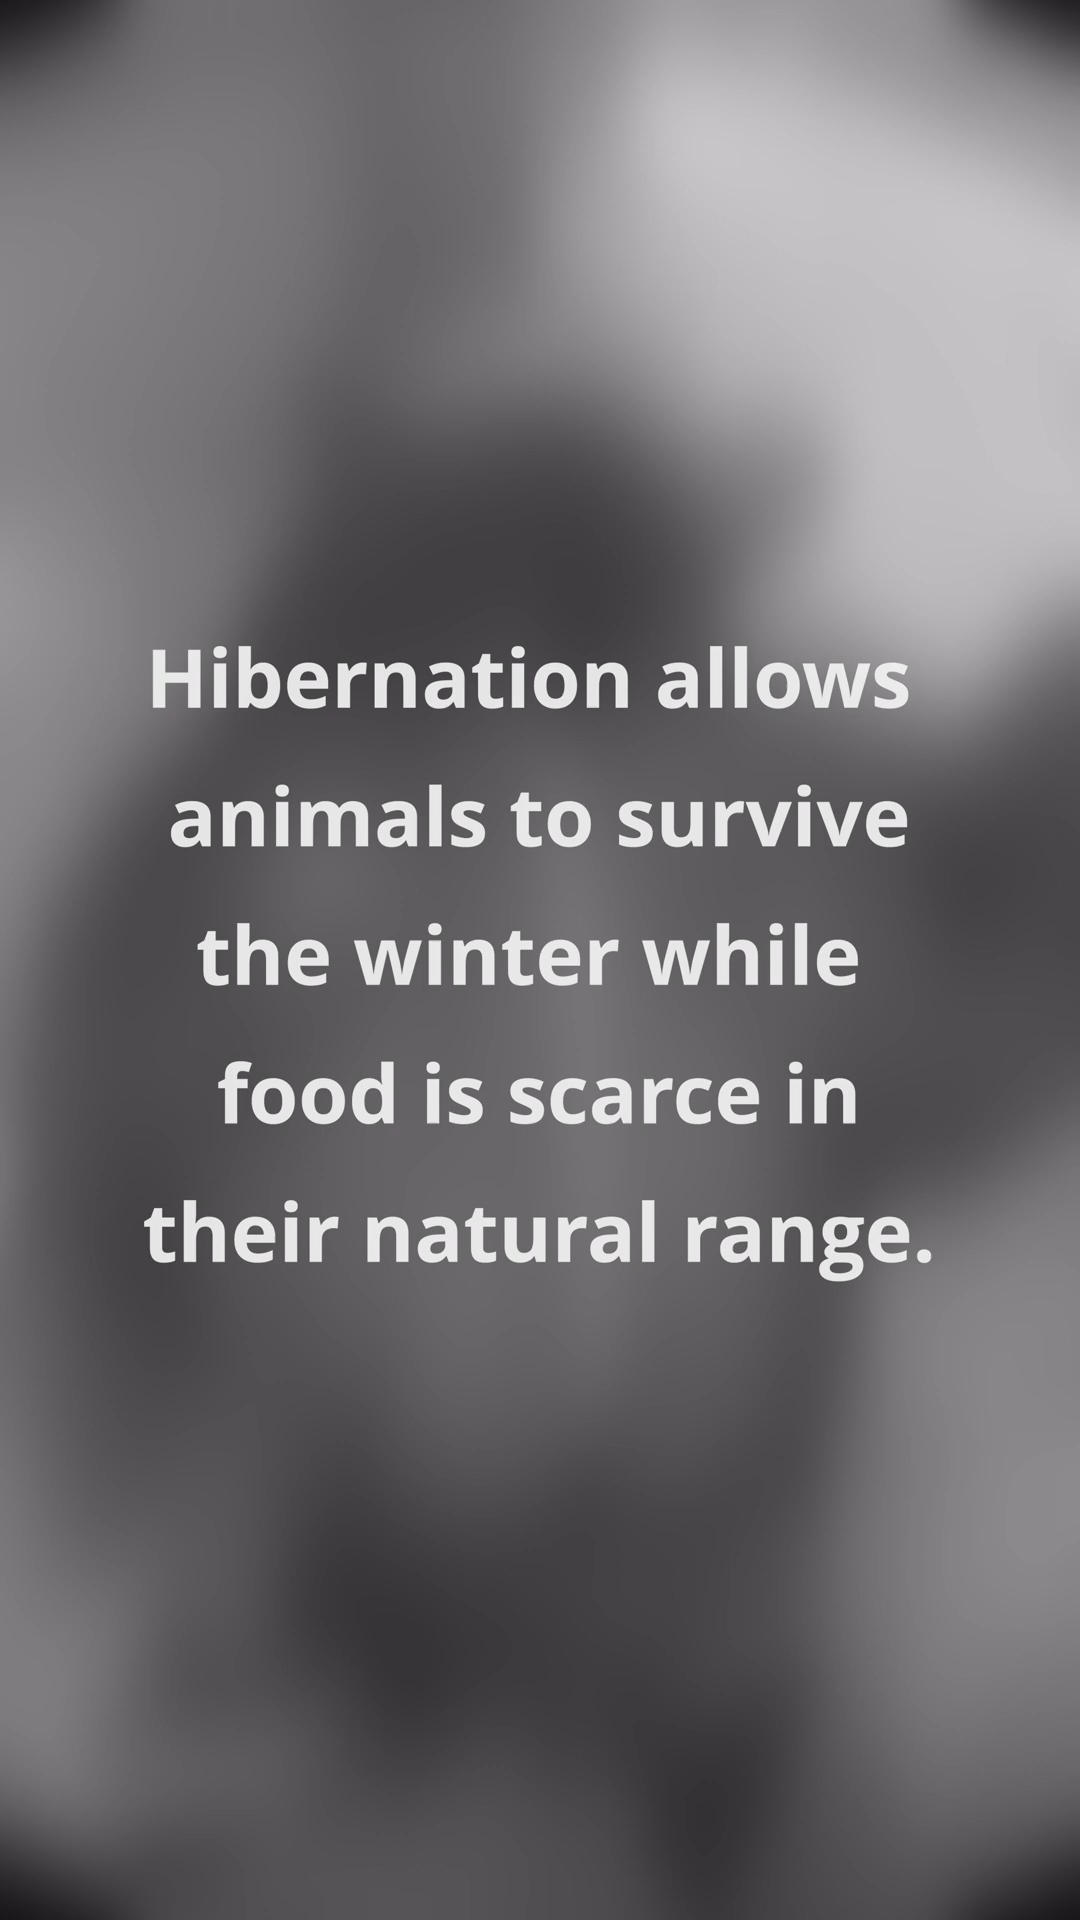 Hibernation allows
animals to survive
the winter while
food is scarce in
their natural range.